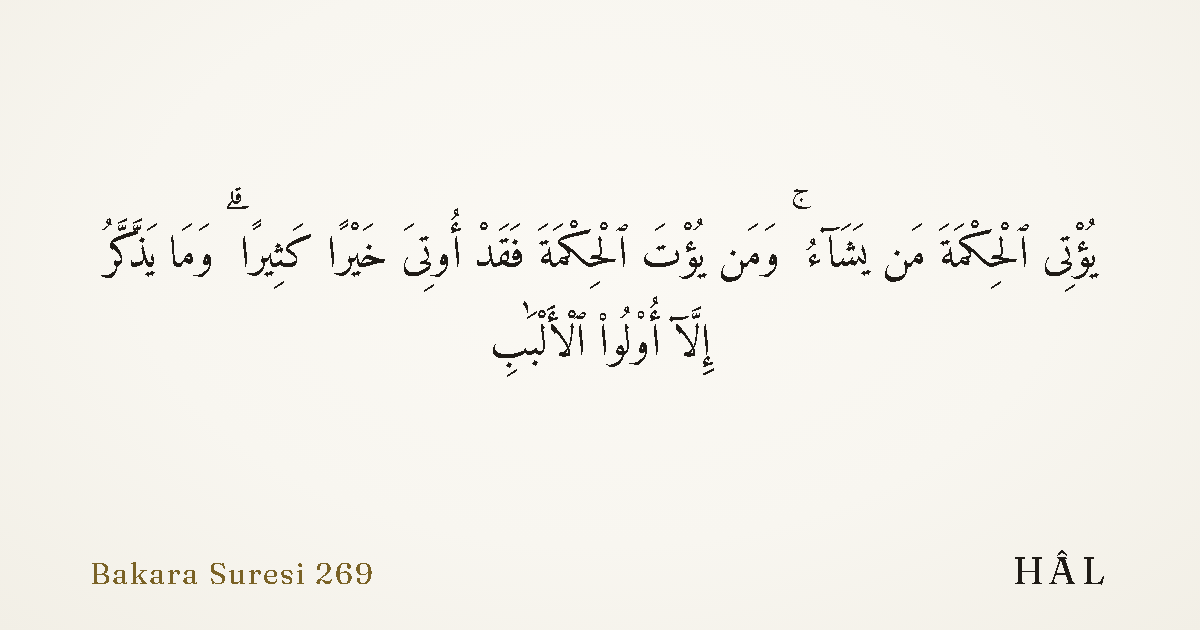 يُؤْتِى ٱلْحِكْمَةَ مَن يَشَآءُ ۚ وَمَن يُؤْتَ ٱلْحِكْمَةَ فَقَدْ أُوتِىَ خَيْرًا كَثِيرًا ۗ وَمَا يَذَّكَّرُ
إِلَّآ أُو۟لُوا۟ ٱلْأَلْبَٰبِ
Bakara Suresi 269
HÂL